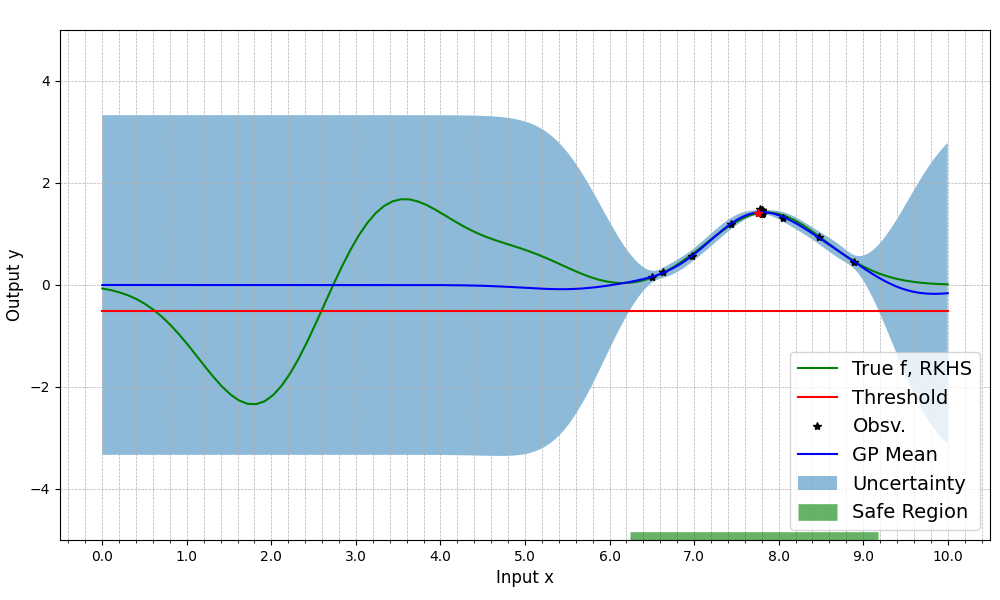 4
2
0
−2
−4
Output y
0.0 1.0 2.0 3.0 4.0 5.0 6.0 7.0 8.0 9.0 10.0
Input x
True f, RKHS
Threshold
Obsv.
GP Mean
Uncertainty
Safe Region